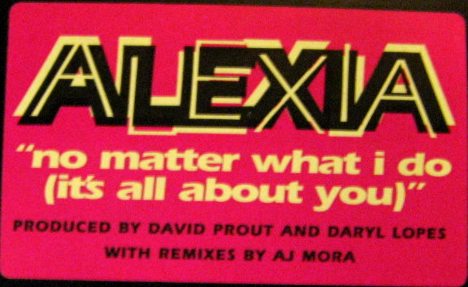 ALEXIA
"no matter what i do
(it's all about you)"
PRODUCED BY DAVID PROUT AND DARYL LOPES
WITH REMIXES BY AJ MORA